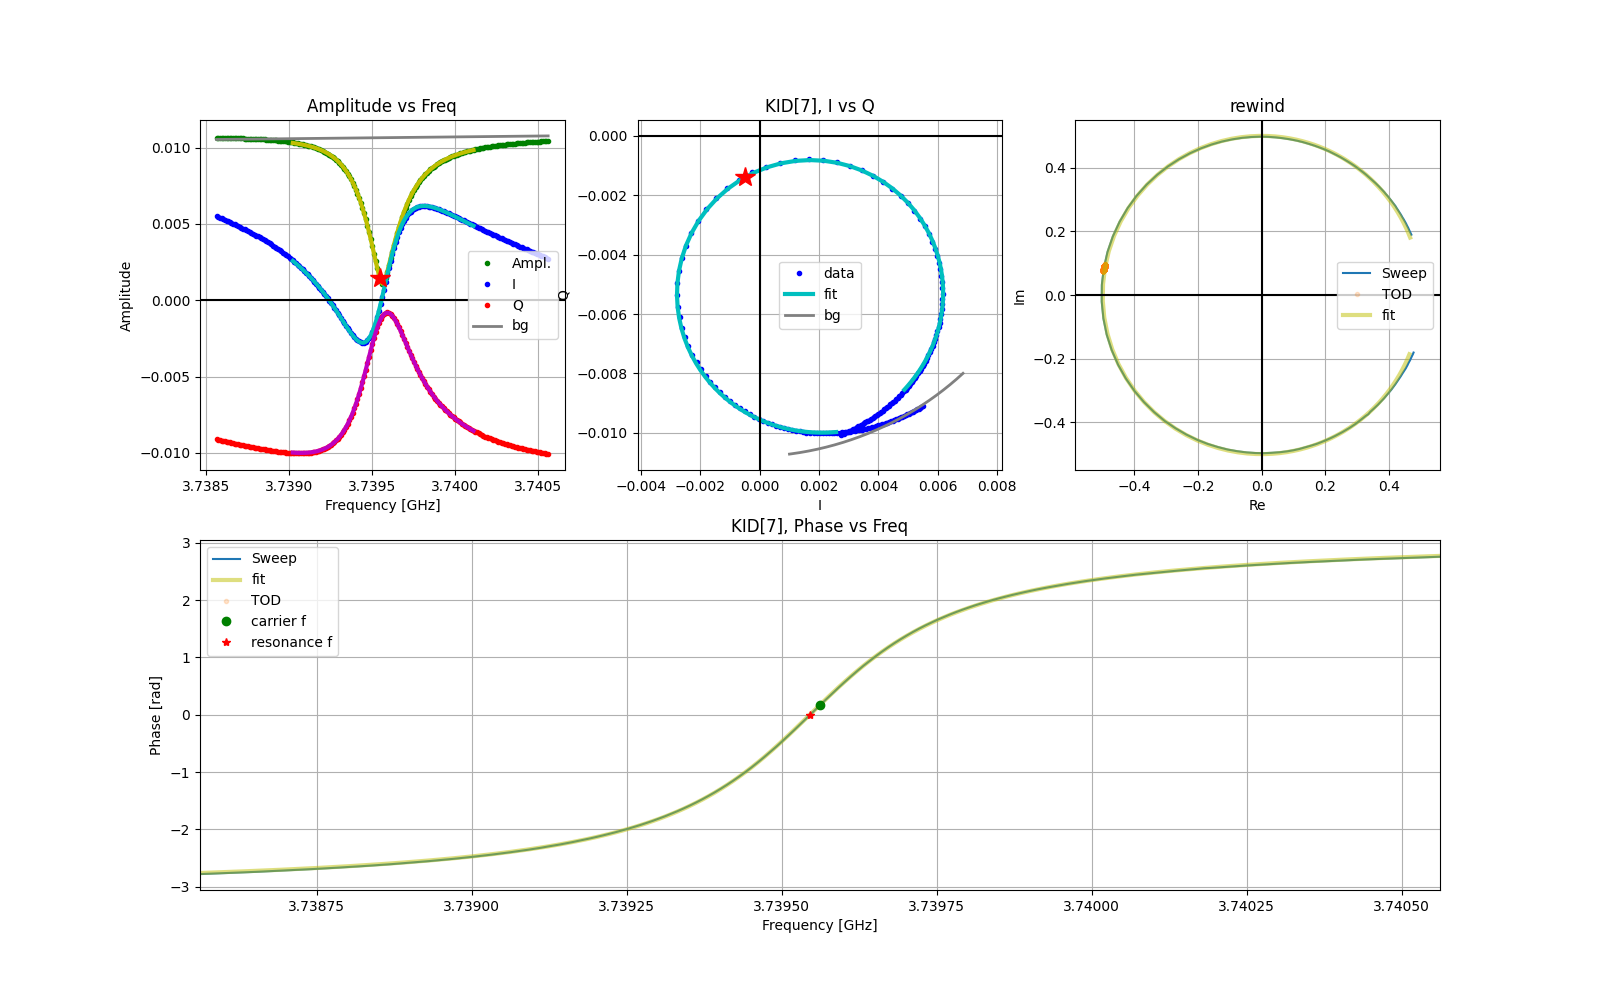 Amplitude vs Freq
Amplitude
0.010
0.005
0.000
−0.005
−0.010
3.7385
3.7390
3.7395
3.7400
3.7405
Frequency [GHz]
Ampl.
I
Q
bg
KID[7], I vs Q
Q
0.000
−0.002
−0.004
−0.006
−0.008
−0.010
−0.004
−0.002
0.000
0.002
0.004
0.006
0.008
I
data
fit
bg
rewind
Im
0.4
0.2
0.0
−0.2
−0.4
−0.4
−0.2
0.0
0.2
0.4
Re
Sweep
TOD
fit
KID[7], Phase vs Freq
Phase [rad]
3
2
1
0
−1
−2
−3
3.73875
3.73900
3.73925
3.73950
3.73975
3.74000
3.74025
3.74050
Frequency [GHz]
Sweep
fit
TOD
carrier f
resonance f